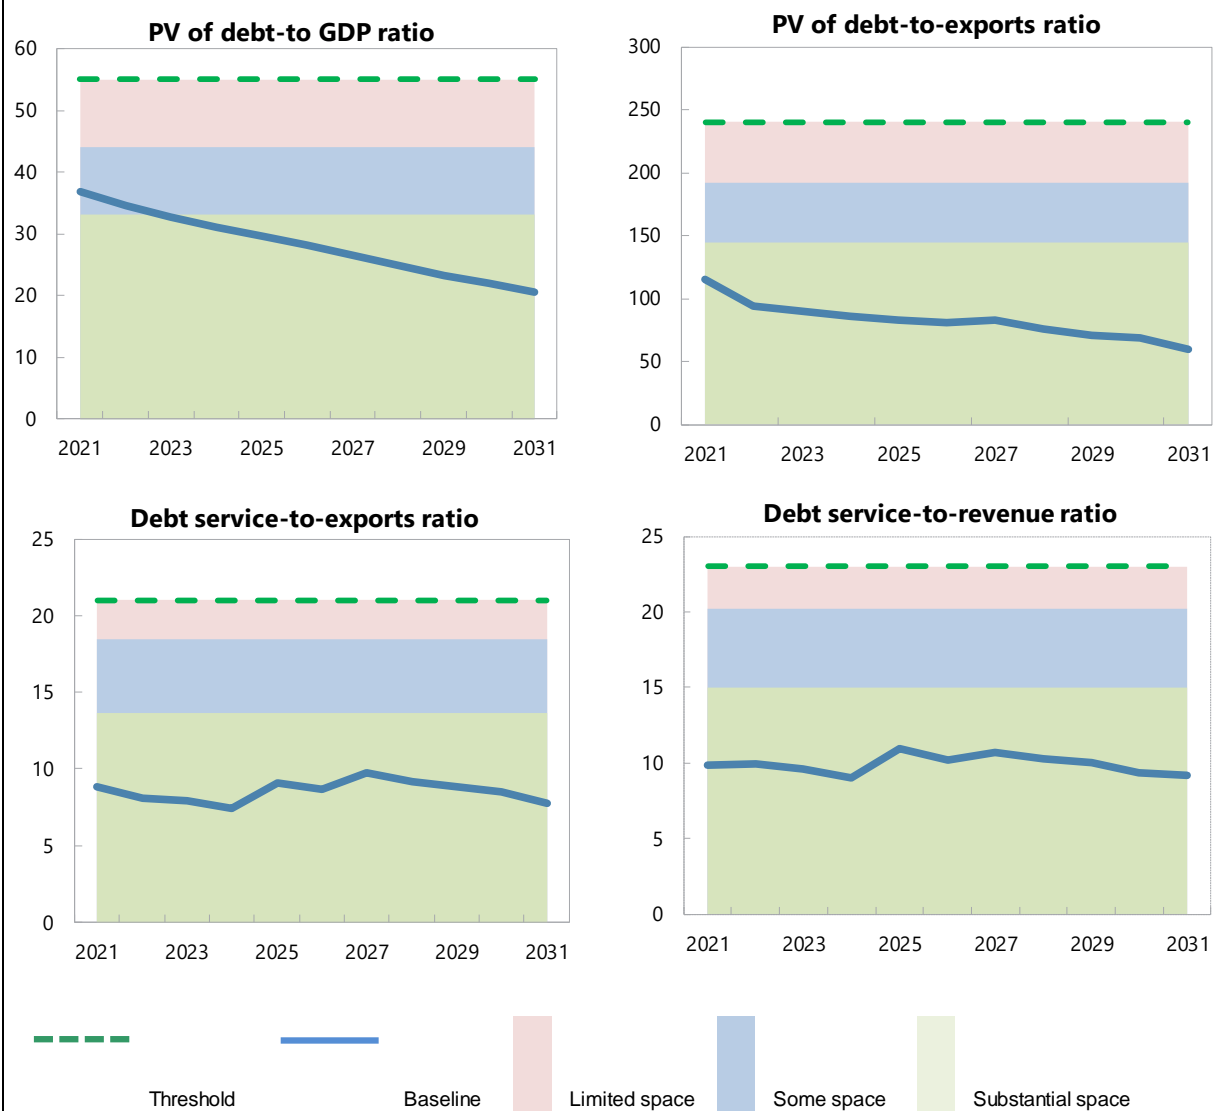 PV of debt-to GDP ratio
60
50
40
30
20
10
0
2021 2023 2025 2027 2029 2031
PV of debt-to-exports ratio
300
250
200
150
100
50
0
2021 2023 2025 2027 2029 2031
Debt service-to-exports ratio
25
20
15
10
5
0
2021 2023 2025 2027 2029 2031
Debt service-to-revenue ratio
25
20
15
10
5
0
2021 2023 2025 2027 2029 2031
Threshold Baseline Limited space Some space Substantial space